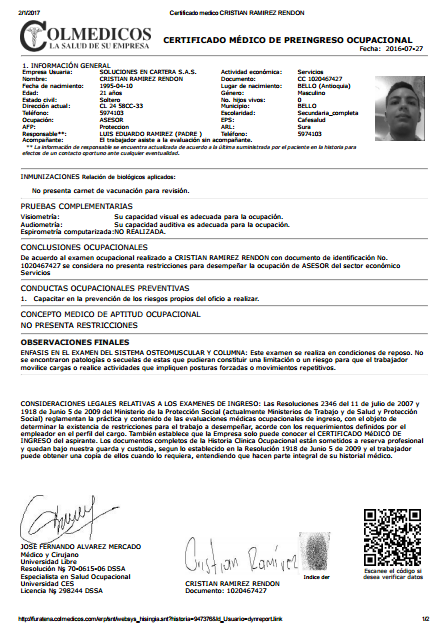 2/1/2017 Certificado medico CRISTIAN RAMIREZ RENDON
COLMEDICOS
LA SALUD DE SU EMPRESA
CERTIFICADO MÉDICO DE PREINGRESO OCUPACIONAL
Fecha: 2016-07-27
1. INFORMACIÓN GENERAL
Empresa Usuaria: SOLUCIONES EN CARTERA S.A.S. Actividad económica: Servicios
Nombre: CRISTIAN RAMIREZ RENDON Documento: CC 1020467427
Fecha de nacimiento: 1995-04-10 Lugar de nacimiento: BELLO (Antioquia)
Edad: 21 años Género: Masculino
Estado civil: Soltero No. hijos vivos: 0
Dirección actual: CL 24 58CC-33 Municipio: BELLO
Teléfono: 5974103 Escolaridad: Secundaria_completa
Ocupación: ASESOR EPS: Cafesalud
AFP: Proteccion ARL: Sura
Responsable**: LUIS EDUARDO RAMIREZ (PADRE ) Teléfono: 5974103
Acompañante: El trabajador asiste a la evaluación sin acompañante.
** La información de responsable se encuentra actualizada de acuerdo a la última suministrada por el paciente en la historia para
efectos de un contacto oportuno ante cualquier eventualidad.
INMUNIZACIONES Relación de biológicos aplicados:
No presenta carnet de vacunación para revisión.
PRUEBAS COMPLEMENTARIAS
Visiometría: Su capacidad visual es adecuada para la ocupación.
Audiometría: Su capacidad auditiva es adecuada para la ocupación.
Espirometría computarizada:NO REALIZADA.
CONCLUSIONES OCUPACIONALES
De acuerdo al examen ocupacional realizado a CRISTIAN RAMIREZ RENDON con documento de identificación No.
1020467427 se considera no presenta restricciones para desempeñar la ocupación de ASESOR del sector económico
Servicios
CONDUCTAS OCUPACIONALES PREVENTIVAS
1. Capacitar en la prevención de los riesgos propios del oficio a realizar.
CONCEPTO MEDICO DE APTITUD OCUPACIONAL
NO PRESENTA RESTRICCIONES
OBSERVACIONES FINALES
ENFASIS EN EL EXAMEN DEL SISTEMA OSTEOMUSCULAR Y COLUMNA: Este examen se realiza en condiciones de reposo. No
se encontraron patologías o secuelas de estas que pudieran constituir una limitación o un riesgo para que el trabajador
movilice cargas o realice actividades que impliquen posturas forzadas o movimientos repetitivos.
CONSIDERACIONES LEGALES RELATIVAS A LOS EXAMENES DE INGRESO: Las Resoluciones 2346 del 11 de julio de 2007 y
1918 de Junio 5 de 2009 del Ministerio de la Protección Social (actualmente Ministerios de Trabajo y de Salud y Protección
Social) reglamentan la práctica y contenido de las evaluaciones médicas ocupacionales de ingreso, con el objeto de
determinar la existencia de restricciones para el trabajo a desempeñar, acorde con los requerimientos definidos por el
empleador en el perfil del cargo. También establece que la Empresa solo puede conocer el CERTIFICADO MéDICO DE
INGRESO del aspirante. Los documentos completos de la Historia Clinica Ocupacional están sometidos a reserva profesional
y quedan bajo nuestra guarda y custodia, según lo establecido en la Resolución 1918 de Junio 5 de 2009 y el trabajador
puede obtener una copia de ellos cuando lo requiera, entendiendo que hacen parte integral de su historial médico.
JOSE FERNANDO ALVAREZ MERCADO
Médico y Cirujano
Universidad Libre
Resolución Nş 70-0615-06 DSSA
Especialista en Salud Ocupacional
Universidad CES
Licencia Nş 298244 DSSA
Cristian Ramírez
CRISTIAN RAMIREZ RENDON
Documento: 1020467427
Indice der
Escanee el código si
desea verificar datos
http://furatena.colmedicos.com/erp/snt/websys_hisingia.snt?historia=947376&Id_Usuario=dynreport.link 1/2